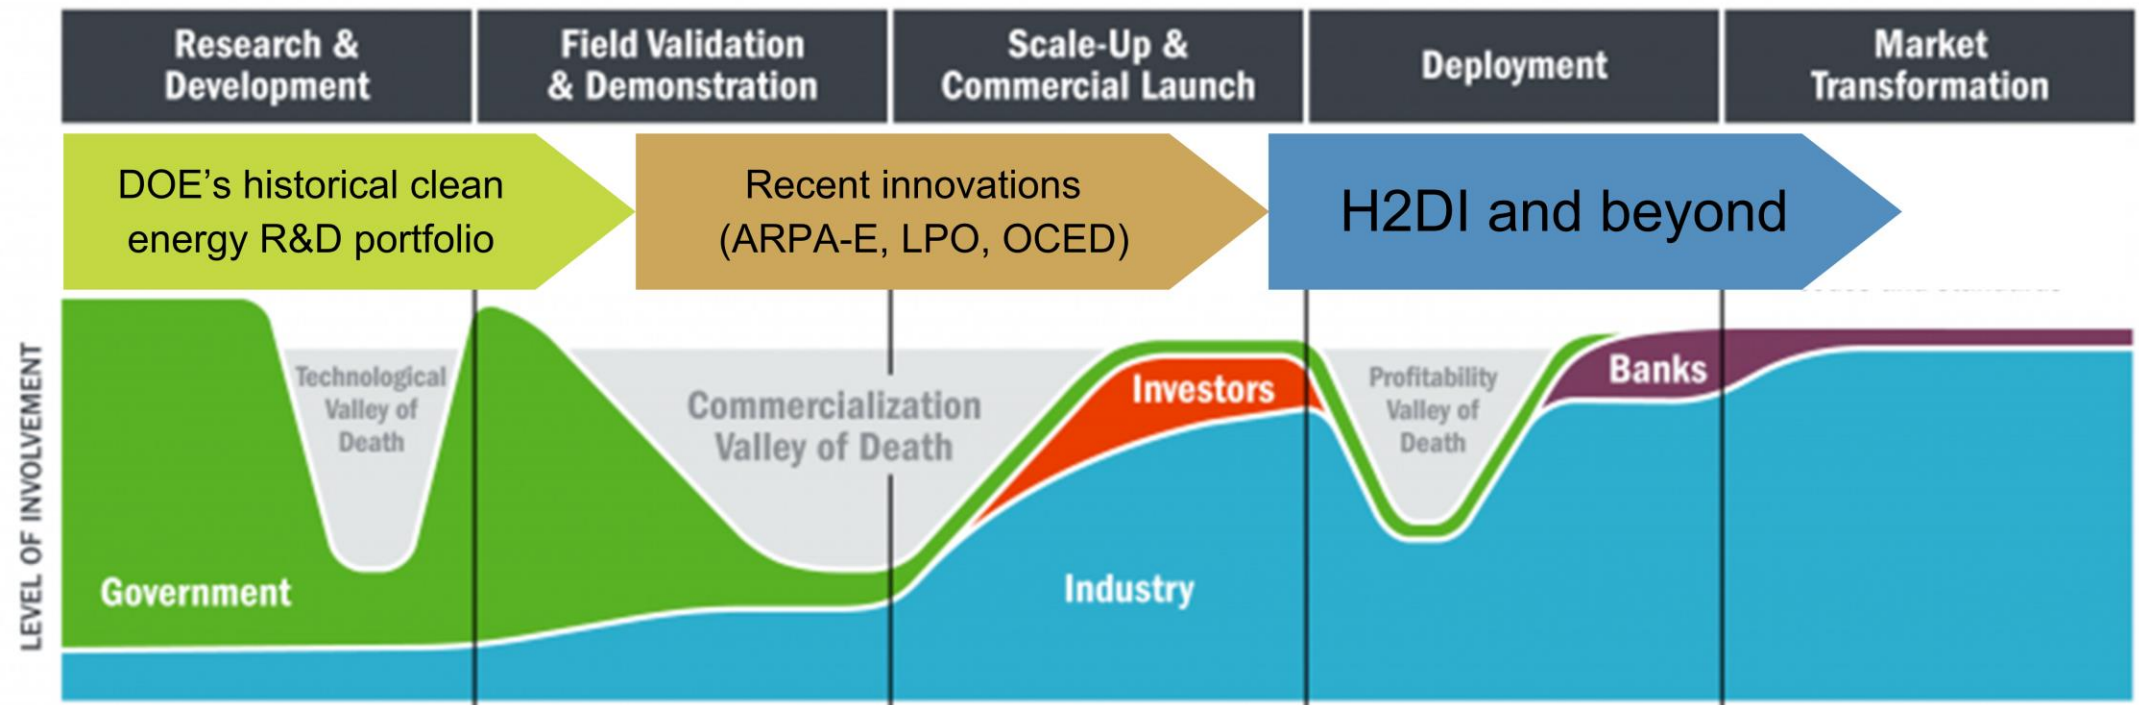 Research &
Development
Field Validation
& Demonstration
Scale-Up &
Commercial Launch
Deployment
Market
Transformation
DOE’s historical clean
energy R&D portfolio
Recent innovations
(ARPA-E, LPO, OCED)
H2DI and beyond
LEVEL OF INVOLVEMENT
Technological
Valley of
Death
Commercialization
Valley of Death
Investors
Profitability
Valley of
Death
Banks
Government
Industry